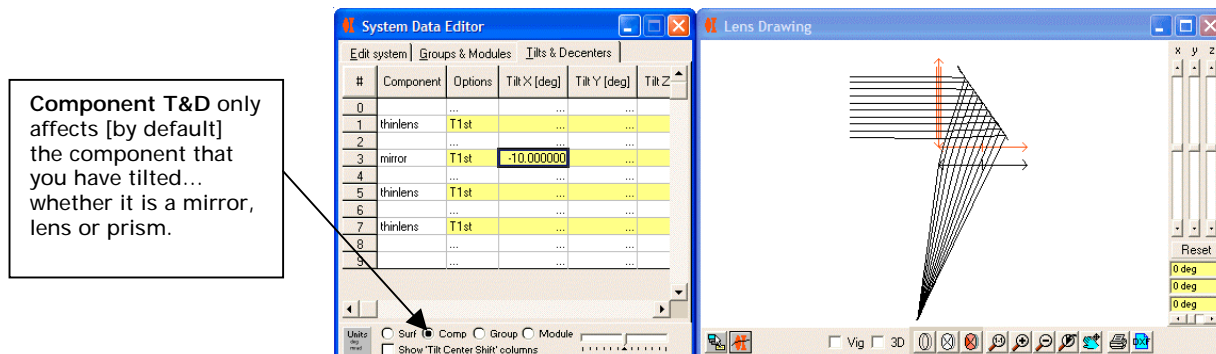 Component T&D only
affects [by default]
the component that
you have tilted...
whether it is a mirror,
lens or prism.
System Data Editor
Edit system Groups & Modules Tilts & Decenters
# Component Options Tilt X [deg] Tilt Y [deg] Tilt Z
0 ... ... ...
1 thinlens T1st ... ...
2 ... ... ...
3 mirror T1st -10.000000 ...
4 ... ... ...
5 thinlens T1st ... ...
6 ... ... ...
7 thinlens T1st ... ...
8 ... ... ...
9 ... ... ...
Units
deg
Surf Comp Group Module
Show 'Tilt Center Shift' columns
Lens Drawing
x y z
Reset
0 deg
0 deg
0 deg
Vig 3D